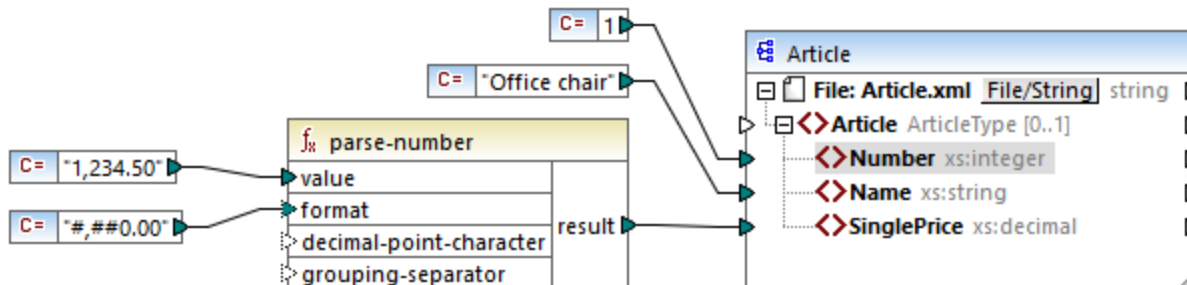 C= 1
Article
C= "Office chair"
File: Article.xml File/String string
Article ArticleType [0..1]
parse-number
Number xs:integer
C= "1,234.50"
value
Name xs:string
format
C= "#,##0.00"
result
SinglePrice xs:decimal
decimal-point-character
grouping-separator